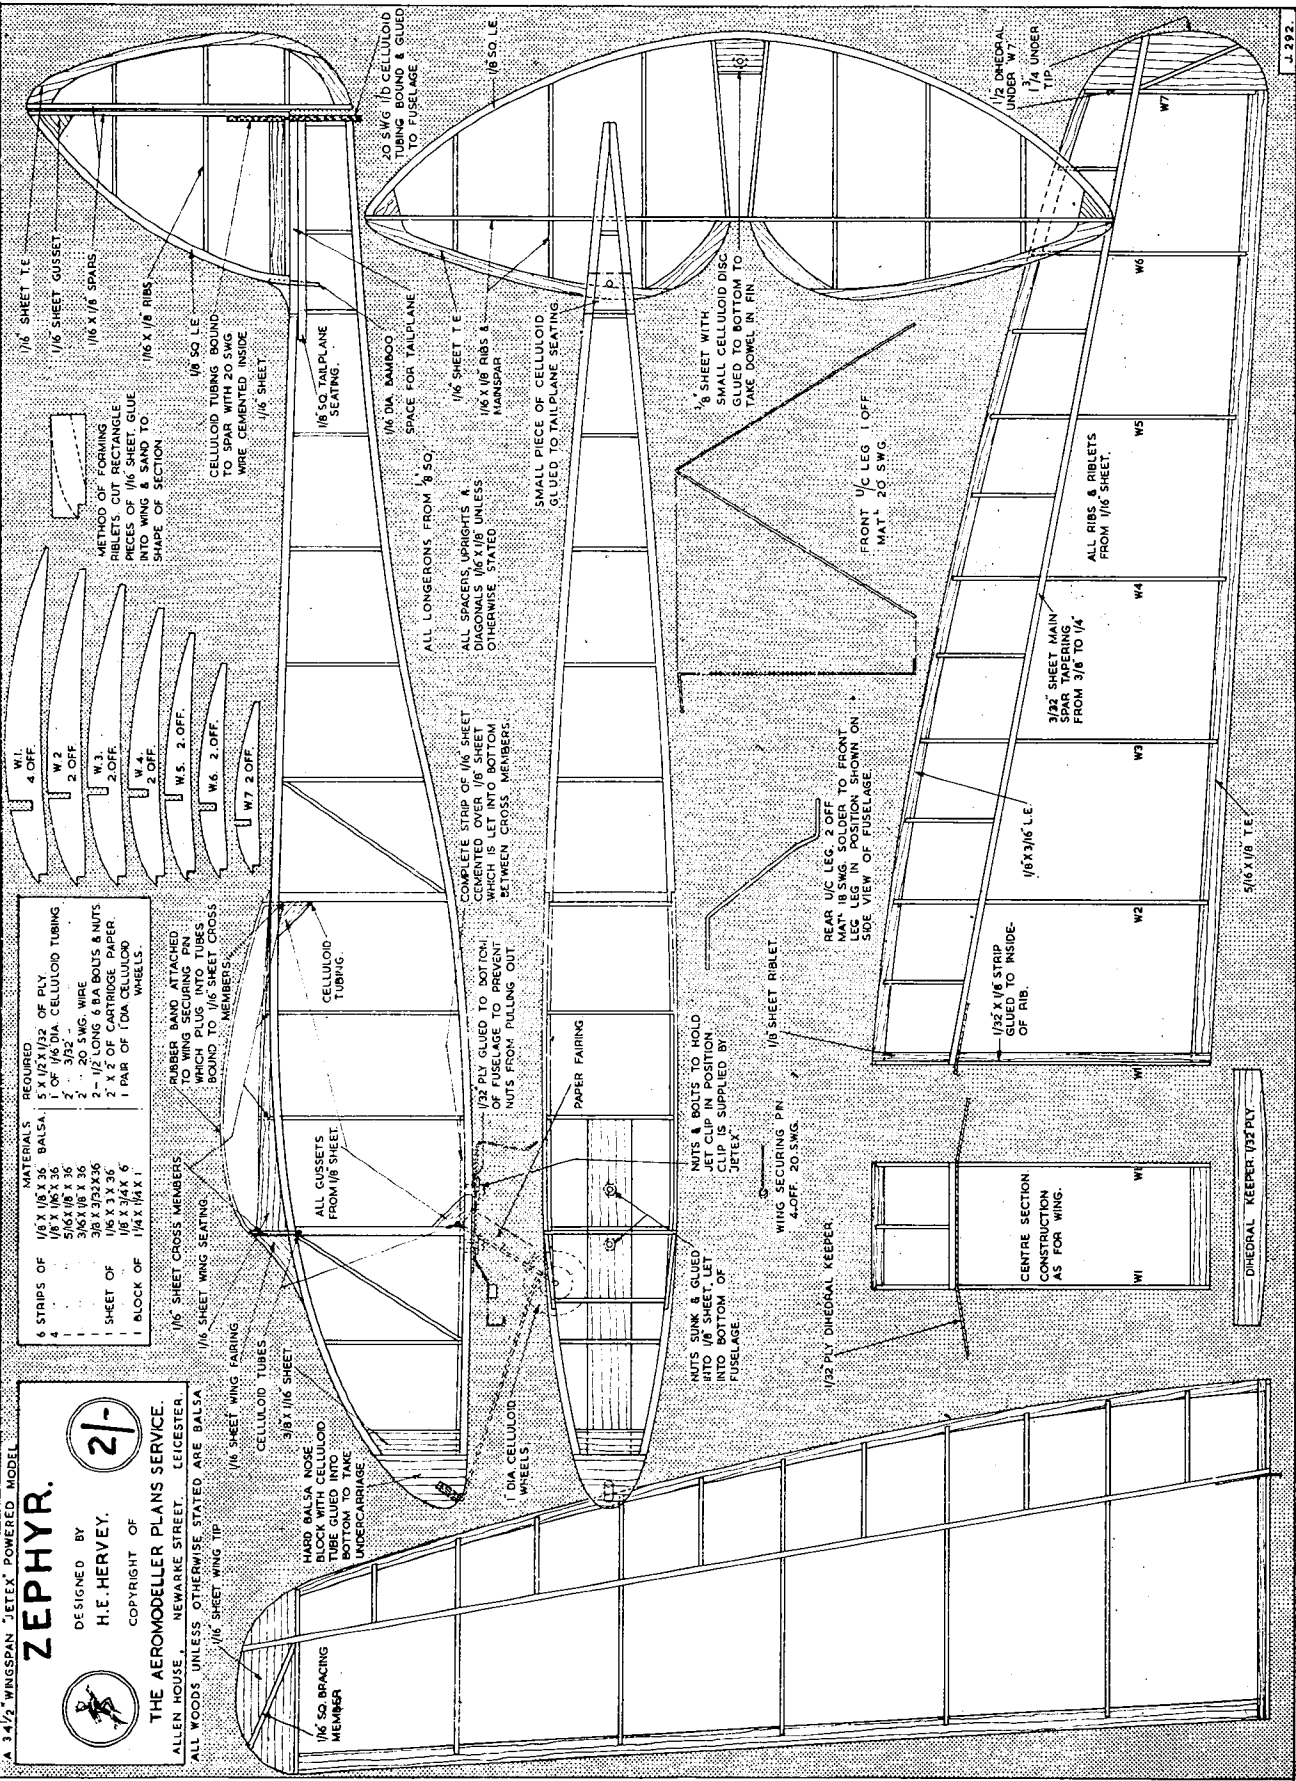 A 34½" WINGSPAN "JETEX" POWERED MODEL
ZEPHYR.
DESIGNED BY
H.E. HERVEY.
2/-
COPYRIGHT OF
THE AEROMODELLER PLANS SERVICE.
ALLEN HOUSE, NEWARKE STREET, LEICESTER.
ALL WOODS UNLESS OTHERWISE STATED ARE BALSA
MATERIALS REQUIRED
6 STRIPS OF 1/8 X 1/8 X 36 BALSA.
4 . . 1/8 X 1/16 X 36
1 . . 5/16 X 1/8 X 36
1 . . 3/16 X 1/8 X 36
1 . . 3/8 X 3/32 X 36
1 SHEET OF 1/16 X 3 X 36
1 . . 1/8 X 3/4 X 6
1 BLOCK OF 1/4 X 1/4 X 1
5 X 1/2 X 1/32 OF PLY
1 OF 1/16 DIA. CELLULOID TUBING
2" . 3/32 . .
2' . 20 S.W.G. WIRE
2 - 1/2 LONG 6 B.A BOLTS & NUTS.
2 X 2 OF CARTRIDGE PAPER.
1 PAIR OF 1 DIA. CELLULOID
WHEELS.
W.1.
4 OFF.
W.2
2 OFF.
W.3.
2 OFF.
W.4.
2 OFF.
W.5. 2.OFF.
W.6. 2.OFF.
W7 2 OFF.
METHOD OF FORMING
RIBLETS. CUT RECTANGLE
PIECES OF 1/16" SHEET, GLUE
INTO WING & SAND TO
SHAPE OF SECTION
1/16" SHEET T.E
1/16" SHEET GUSSET
1/16 X 1/8" SPARS
1/16 X 1/8" RIBS
1/8" SQ L.E
CELLULOID TUBING BOUND
TO SPAR WITH 20 SWG
WIRE CEMENTED INSIDE
1/16" SHEET
1/8 SQ. TAILPLANE
SEATING.
1/16 DIA. BAMBOO
SPACE FOR TAILPLANE
20 SWG I/D CELLULOID
TUBING BOUND & GLUED
TO FUSELAGE
1/8 SQ. L.E.
1/16" SHEET T.E
1/16 X 1/8 RIBS &
MAINSPAR
SMALL PIECE OF CELLULOID
GLUED TO TAILPLANE SEATING
1/8" SHEET WITH
SMALL CELLULOID DISC
GLUED TO BOTTOM TO
TAKE DOWEL IN FIN.
ALL LONGERONS FROM 1/8" SQ.
ALL SPACERS, UPRIGHTS &
DIAGONALS 1/16 X 1/8" UNLESS
OTHERWISE STATED
RUBBER BAND ATTACHED
TO WING SECURING PIN
WHICH PLUG INTO TUBES
BOUND TO 1/16" SHEET CROSS
MEMBERS
1/16" SHEET CROSS MEMBERS
1/16 SHEET WING SEATING.
1/16 SHEET WING FAIRING
CELLULOID TUBES
3/8 X 1/16" SHEET
1/16" SHEET WING TIP
HARD BALSA NOSE
BLOCK WITH CELLULOID
TUBE GLUED INTO
BOTTOM TO TAKE
UNDERCARRIAGE
1" DIA. CELLULOID
WHEELS.
ALL GUSSETS
FROM 1/8" SHEET.
CELLULOID
TUBING.
COMPLETE STRIP OF 1/16" SHEET
CEMENTED OVER 1/8" SHEET
WHICH IS LET INTO BOTTOM
BETWEEN CROSS MEMBERS.
1/32" PLY GLUED TO BOTTOM
OF FUSELAGE TO PREVENT
NUTS FROM PULLING OUT.
PAPER FAIRING
NUTS & BOLTS TO HOLD
JET CLIP IN POSITION.
CLIP IS SUPPLIED BY
"JETEX"
NUTS SUNK & GLUED
INTO 1/8" SHEET, LET
INTO BOTTOM OF
FUSELAGE
WING SECURING PIN.
4.OFF. 20 S.W.G.
FRONT U/C LEG 1 OFF
MATL 20 SWG.
REAR U/C LEG. 2 OFF
MATL 18 SWG. SOLDER TO FRONT
LEG IN POSITION SHOWN ON
SIDE VIEW OF FUSELAGE.
1/8 SHEET RIBLET
1/32 X 1/8 STRIP
GLUED TO INSIDE
OF RIB.
1/8 X 3/16" L.E.
3/32" SHEET MAIN
SPAR TAPERING
FROM 3/8" TO 1/4"
ALL RIBS & RIBLETS
FROM 1/16" SHEET.
5/16 X 1/8" T.E
1 1/2 DIHEDRAL
UNDER W7
1 3/4" UNDER
TIP
W1
W2
W3
W4
W5
W6
W7
1/32 PLY DIHEDRAL KEEPER
CENTRE SECTION
CONSTRUCTION
AS FOR WING.
W1
W1
DIHEDRAL KEEPER 1/32 PLY
1/16 SQ. BRACING
MEMBER
J. 292.